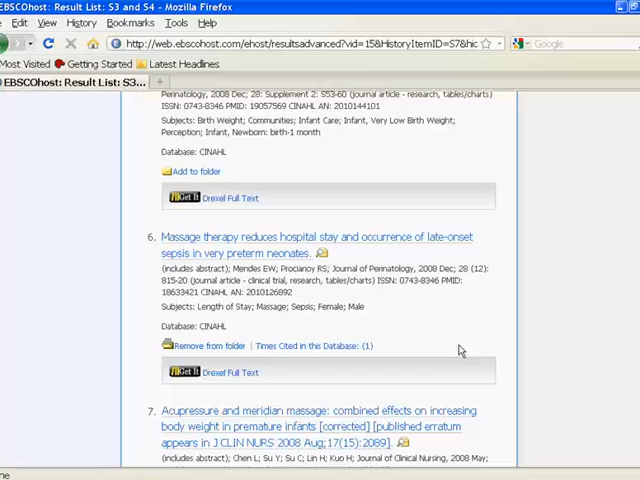 EBSCOhost: Result List: S3 and S4 - Mozilla Firefox
Edit View History Bookmarks Tools Help
http://web.ebscohost.com/ehost/resultsadvanced?vid=15&HistoryItemID=S7&hic
Google
Most Visited Getting Started Latest Headlines
EBSCOhost: Result List: S3...
Perinatology, 2008 Dec; 28: Supplement 2: S53-60 (journal article - research, tables/charts)
ISSN: 0743-8346 PMID: 19057569 CINAHL AN: 2010144101
Subjects: Birth Weight; Communities; Infant Care; Infant, Very Low Birth Weight;
Perception; Infant, Newborn: birth-1 month
Database: CINAHL
Add to folder
Get It Drexel Full Text
6. Massage therapy reduces hospital stay and occurrence of late-onset
sepsis in very preterm neonates.
(includes abstract); Mendes EW; Procianoy RS; Journal of Perinatology, 2008 Dec; 28 (12):
815-20 (journal article - clinical trial, research, tables/charts) ISSN: 0743-8346 PMID:
18633421 CINAHL AN: 2010126892
Subjects: Length of Stay; Massage; Sepsis; Female; Male
Database: CINAHL
Remove from folder | Times Cited in this Database: (1)
Get It Drexel Full Text
7. Acupressure and meridian massage: combined effects on increasing
body weight in premature infants [corrected] [published erratum
appears in J CLIN NURS 2008 Aug;17(15):2089].
(includes abstract); Chen L; Su Y; Su C; Lin H; Kuo H; Journal of Clinical Nursing, 2008 May;
ne